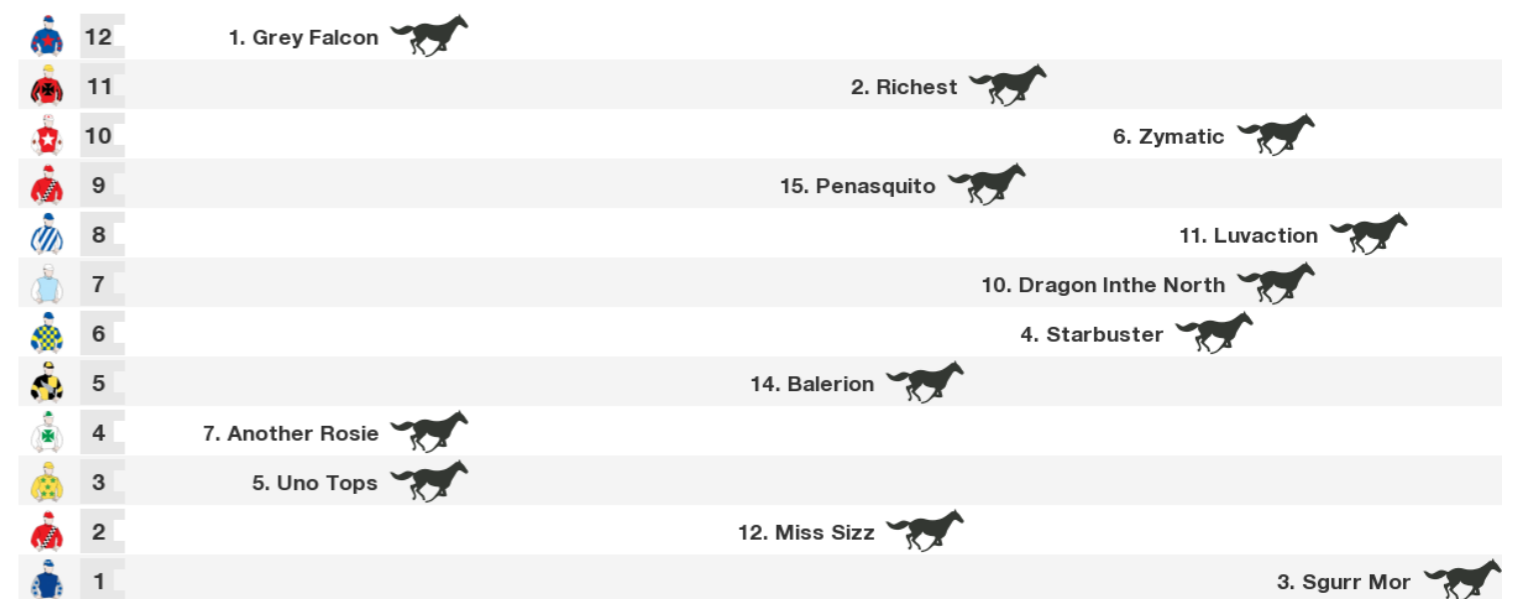 12 1. Grey Falcon
11 2. Richest
10 6. Zymatic
9 15. Penasquito
8 11. Luvaction
7 10. Dragon Inthe North
6 4. Starbuster
5 14. Balerion
4 7. Another Rosie
3 5. Uno Tops
2 12. Miss Sizz
1 3. Sgurr Mor